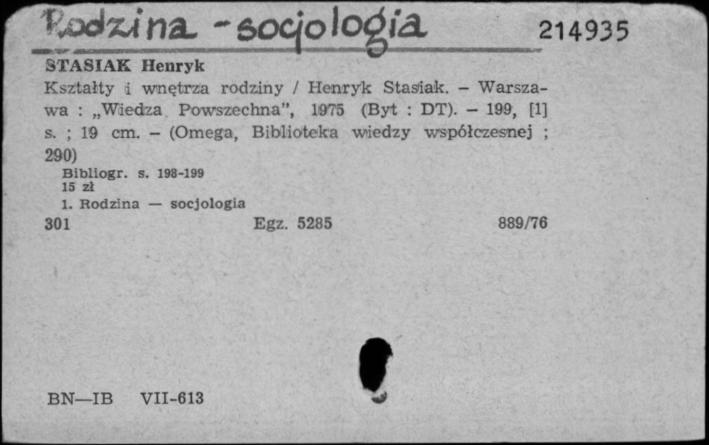 Rodzina - socjologia 214935
STASIAK Henryk
Kształty i wnętrza rodziny / Henryk Stasiak. — Warsza-
wa : „Wiedza Powszechna”, 1975 (Byt : DT). — 199, [1]
s. ; 19 cm. — (Omega, Biblioteka wiedzy współczesnej ;
290)
Bibliogr. s. 198-199
15 zł
1. Rodzina — socjologia
301 Egz. 5285 889/76
BN—IB VII-613